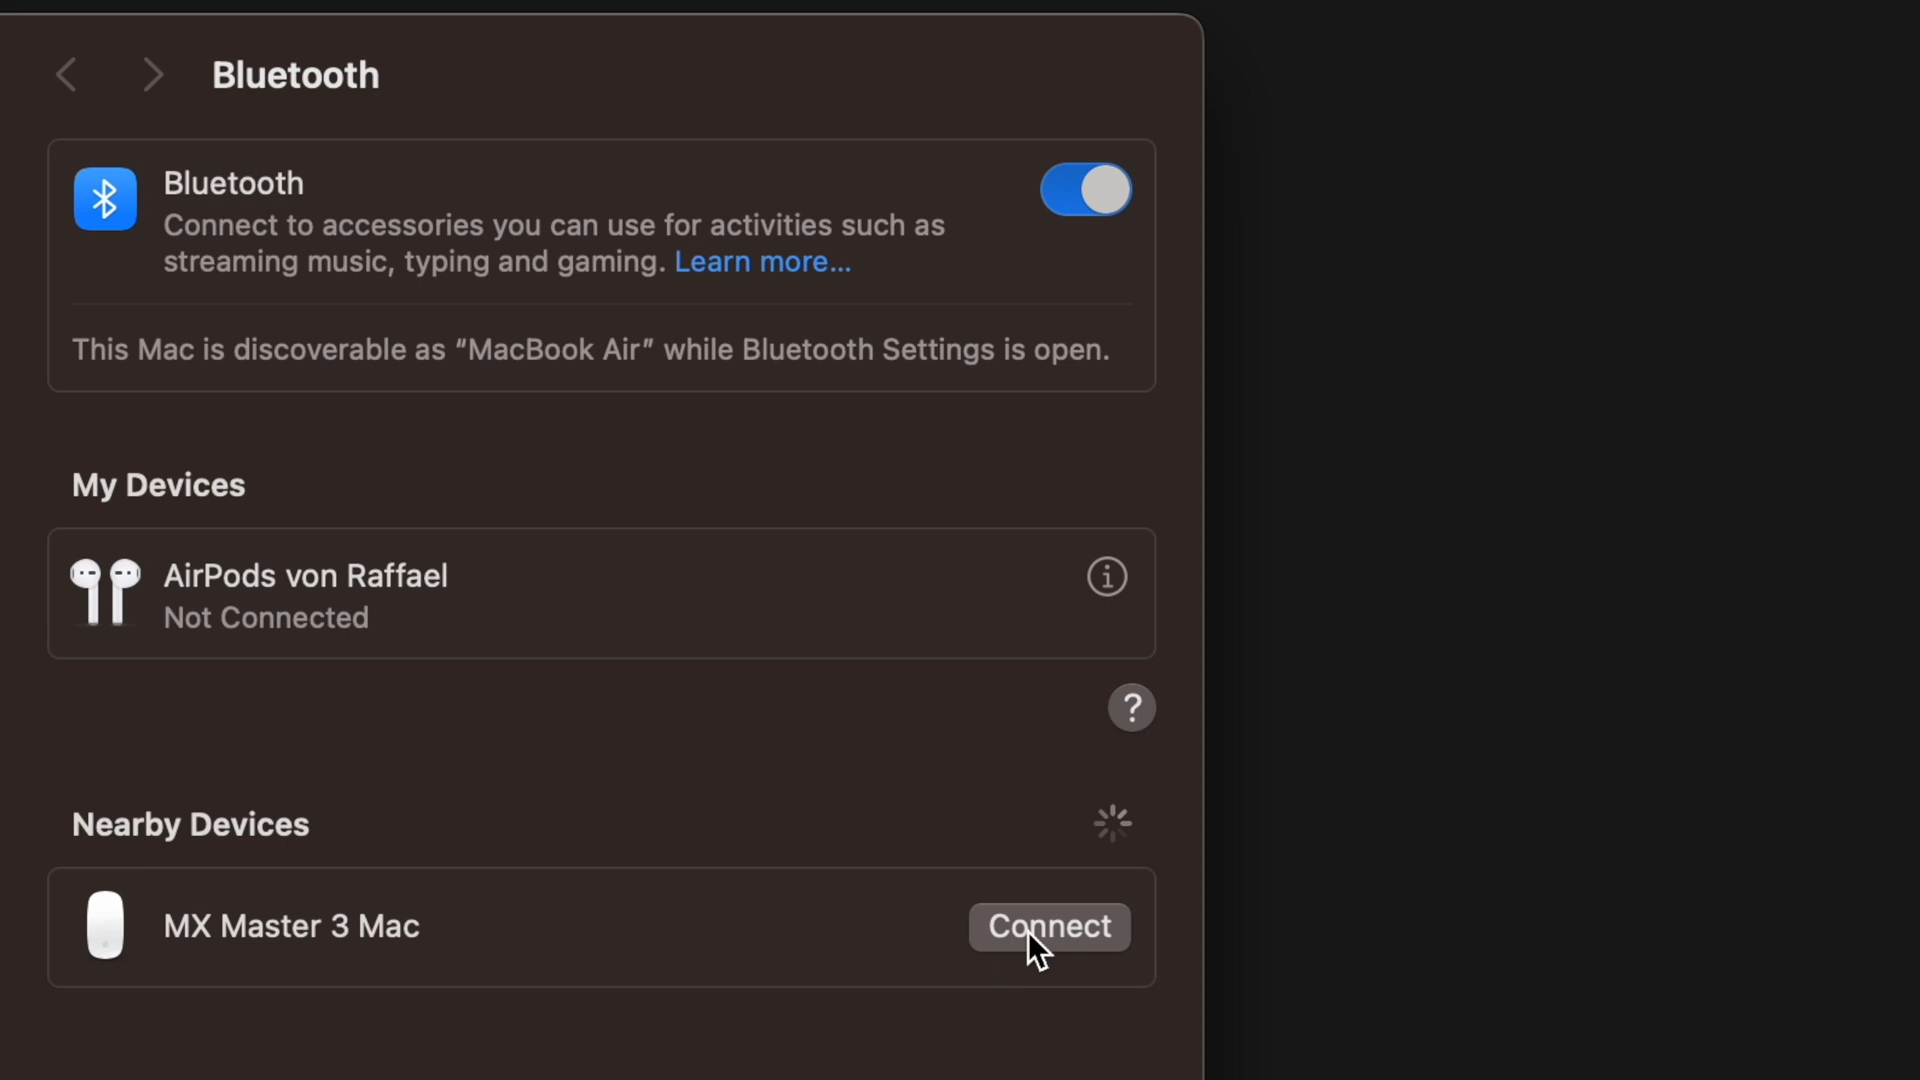 Bluetooth
Bluetooth
Connect to accessories you can use for activities such as
streaming music, typing and gaming. Learn more...
This Mac is discoverable as “MacBook Air” while Bluetooth Settings is open.
My Devices
AirPods von Raffael
Not Connected
?
Nearby Devices
MX Master 3 Mac
Connect